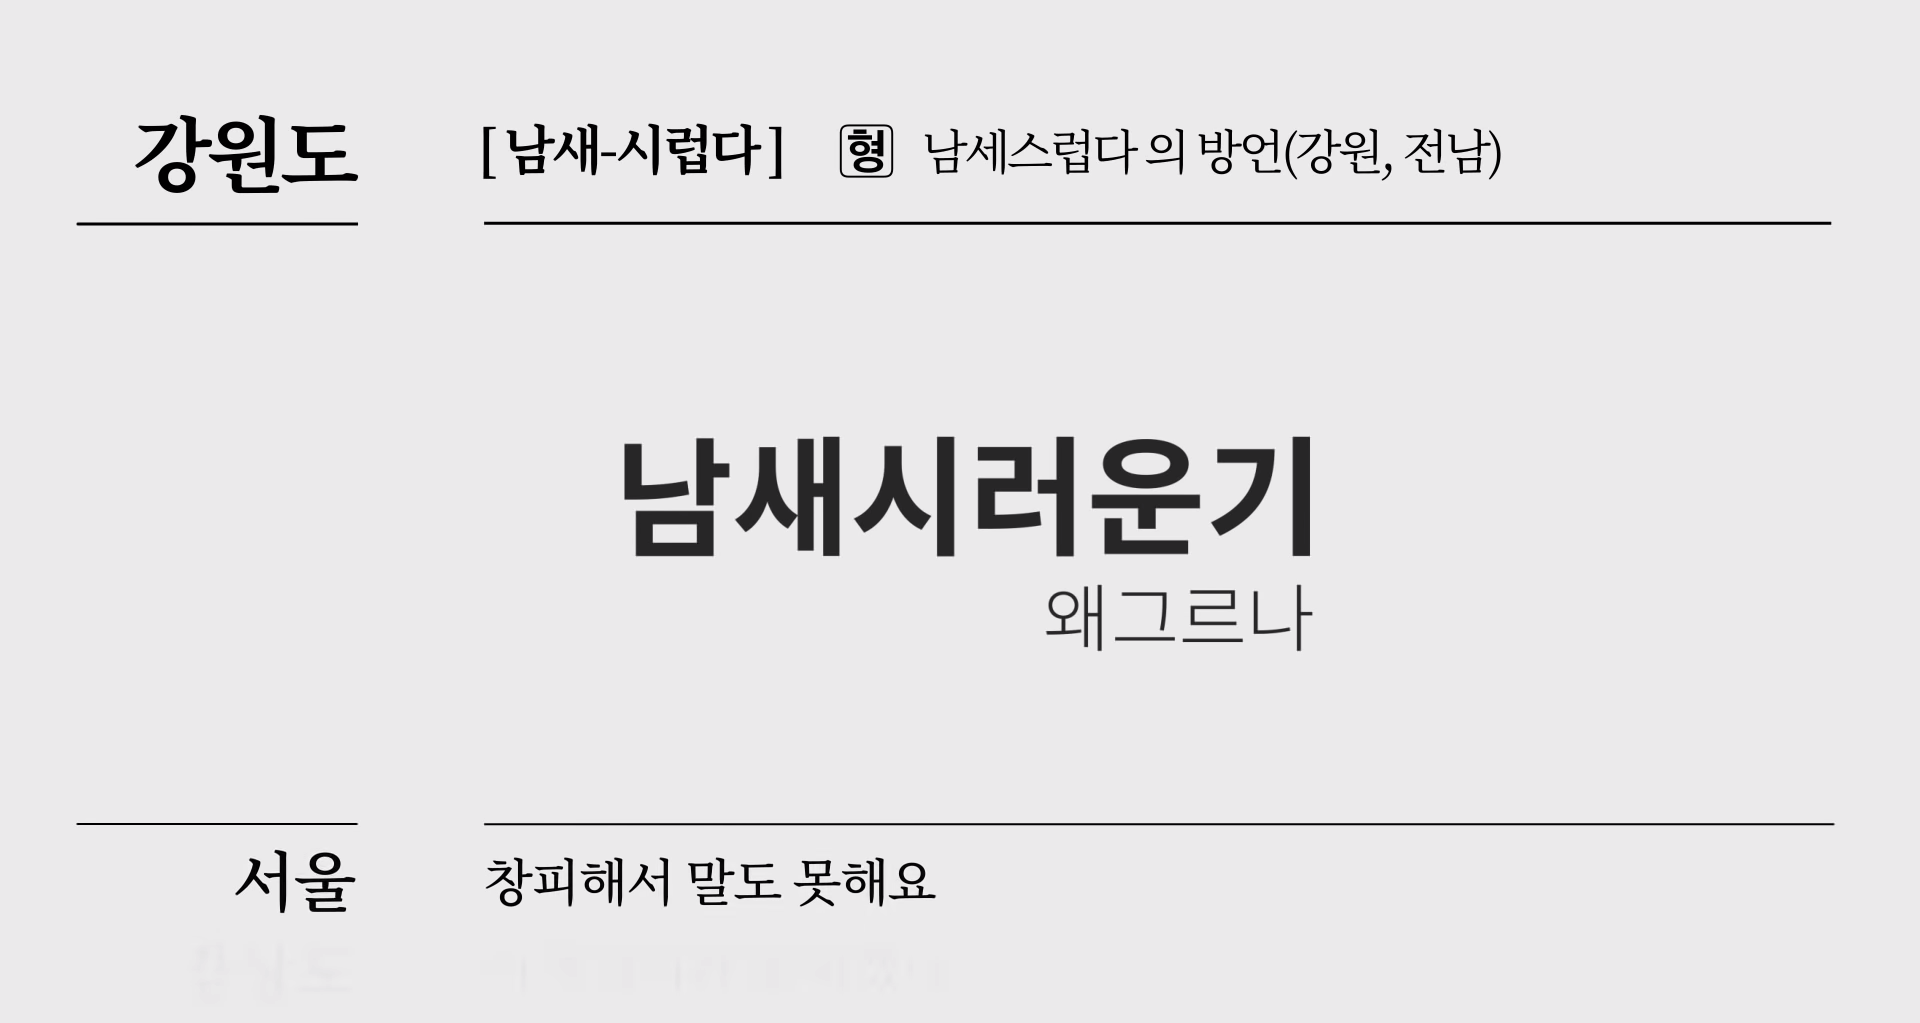 강원도 [남새-시럽다] 형 남세스럽다 의 방언(강원, 전남)
남새시러운기
왜그르나
서울 창피해서 말도 못해요